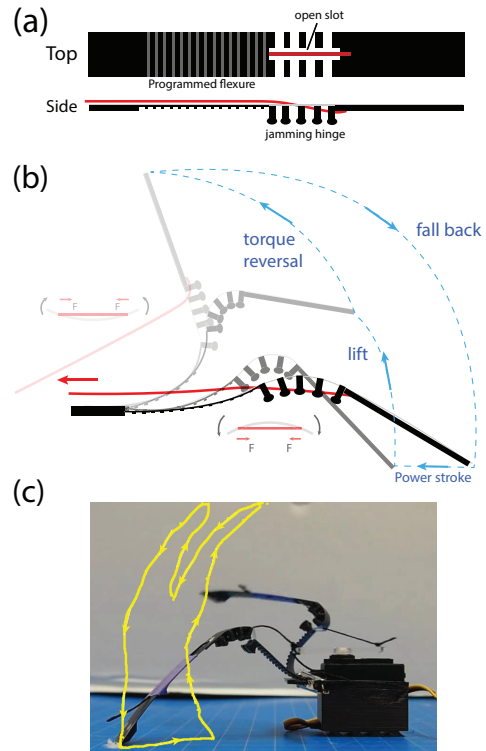 (a)
open slot
Top
Programmed flexure
Side
jamming hinge
(b)
torque
reversal
fall back
F F
lift
F F
Power stroke
(c)